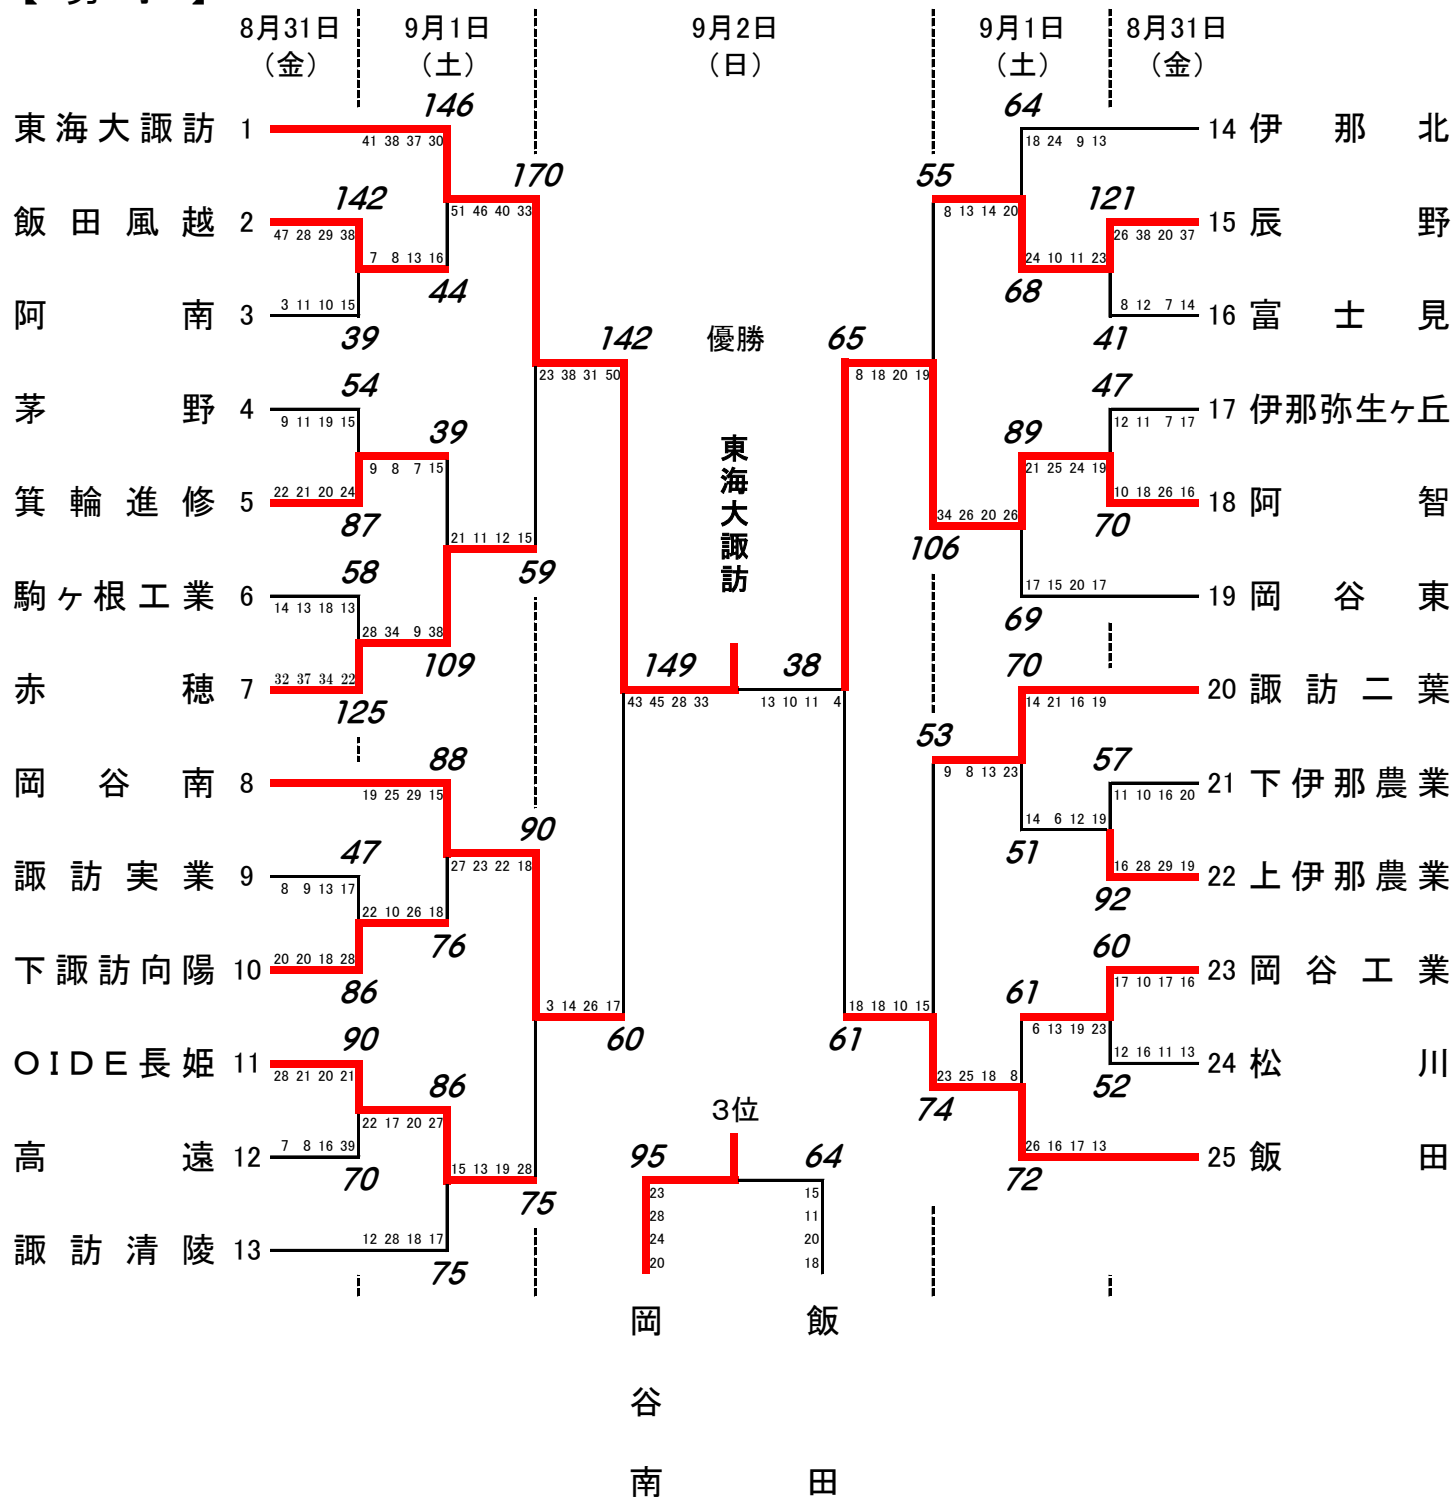 8月31日 9月1日 9月2日 9月1日 8月31日
(金) (土) (日) (土) (金)
146 64
東海大諏訪 1 41 38 37 30 18 24 9 13 14 伊那北
170 55
142 51 46 40 33 8 13 14 20 121
飯田風越 2 47 28 29 38 26 38 20 37 15 辰野
7 8 13 16 24 10 11 23
44 68
阿南 3 3 11 10 15 8 12 7 14 16 富士見
39 142 優勝 65 41
54 23 38 31 50 8 18 20 19 47
茅野 4 9 11 19 15 12 11 7 17 17 伊那弥生ヶ丘
39 89
9 8 7 15 21 25 24 19
箕輪進修 5 22 21 20 24 10 18 26 16 18 阿智
87 70
東海大諏訪
21 11 12 15 34 26 20 26
58 59 106
駒ヶ根工業 6 14 13 18 13 17 15 20 17 19 岡谷東
28 34 9 38 69
109 149 38 70
赤穂 7 32 37 34 22 43 45 28 33 13 10 11 4 14 21 16 19 20 諏訪二葉
125
88 53 57
岡谷南 8 19 25 29 15 9 8 13 23 11 10 16 20 21 下伊那農業
90 14 6 12 19
47 27 23 22 18 51
諏訪実業 9 8 9 13 17 16 28 29 19 22 上伊那農業
22 10 26 18 92
76 60
下諏訪向陽 10 20 20 18 28 17 10 17 16 23 岡谷工業
86 61
3 14 26 17 18 18 10 15 6 13 19 23
90 60 61
OIDE長姫 11 28 21 20 21 12 16 11 13 24 松川
86 23 25 18 8 52
22 17 20 27 3位 74
高遠 12 7 8 16 39 95 64 26 16 17 13 25 飯田
70 15 13 19 28 72
75 23 15
28 11
諏訪清陵 13 12 28 18 17 24 20
75 20 18
岡谷南 飯田